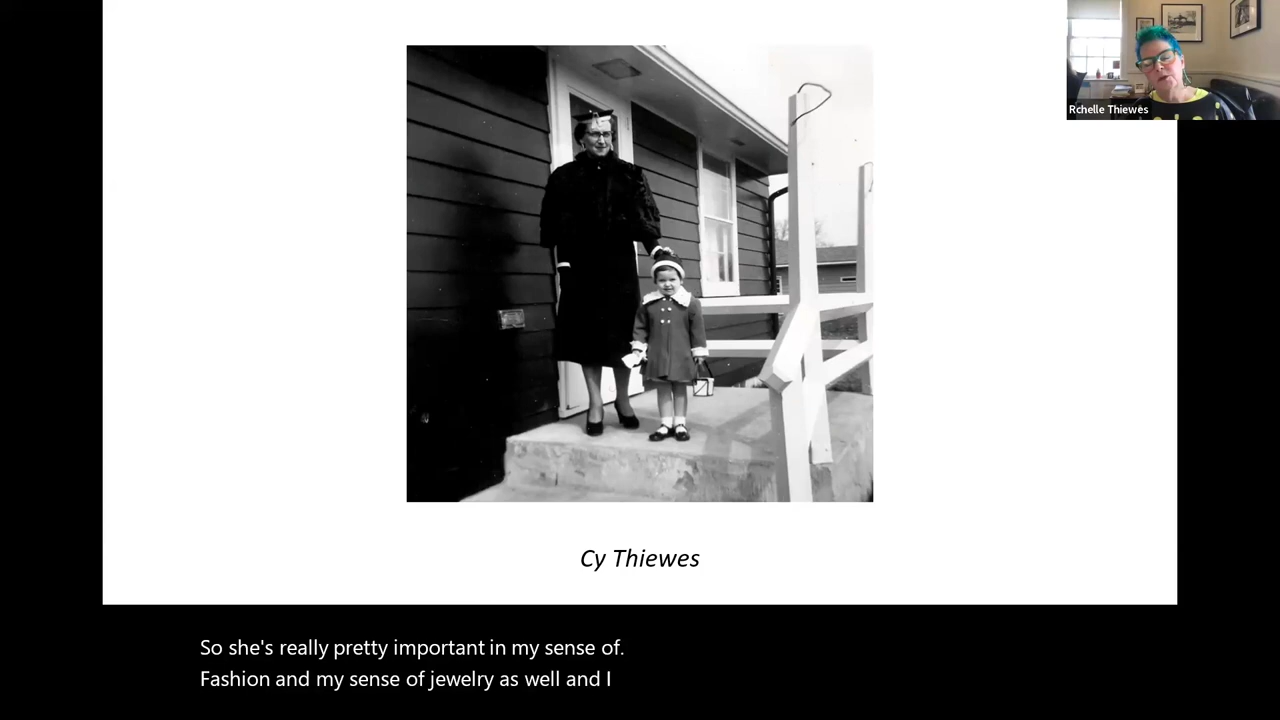 Rchelle Thiewes
Cy Thiewes
So she's really pretty important in my sense of.
Fashion and my sense of jewelry as well and I